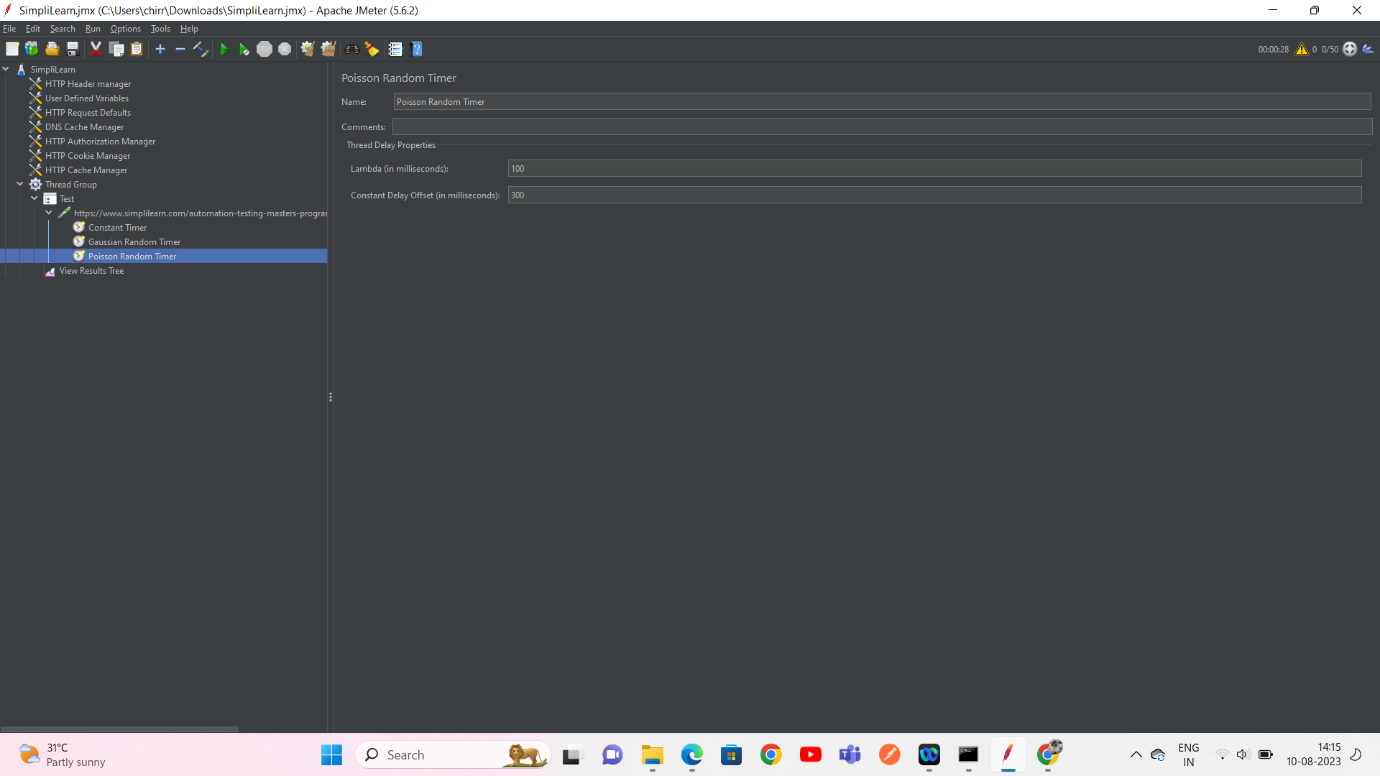 SimpliLearn.jmx (C:\Users\chirr\Downloads\SimpliLearn.jmx) - Apache JMeter (5.6.2)
File Edit Search Run Options Tools Help
00:00:28 0 0/50
SimpliLearn
HTTP Header manager
User Defined Variables
HTTP Request Defaults
DNS Cache Manager
HTTP Authorization Manager
HTTP Cookie Manager
HTTP Cache Manager
Thread Group
Test
https://www.simplilearn.com/automation-testing-masters-progra
Constant Timer
Gaussian Random Timer
Poisson Random Timer
View Results Tree
Poisson Random Timer
Name: Poisson Random Timer
Comments:
Thread Delay Properties
Lambda (in milliseconds): 100
Constant Delay Offset (in milliseconds): 300
31°C
Partly sunny
Search
ENG
IN
14:15
10-08-2023